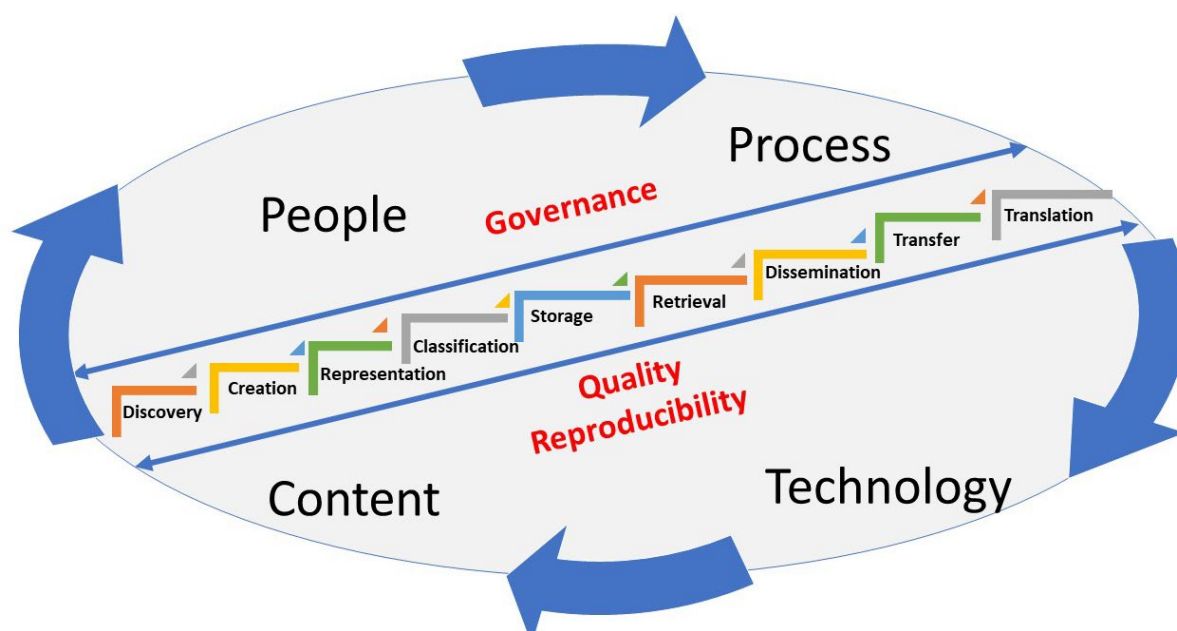 Process
People
Governance
Translation
Transfer
Dissemination
Retrieval
Storage
Classification
Representation
Creation
Discovery
Quality
Reproducibility
Content
Technology